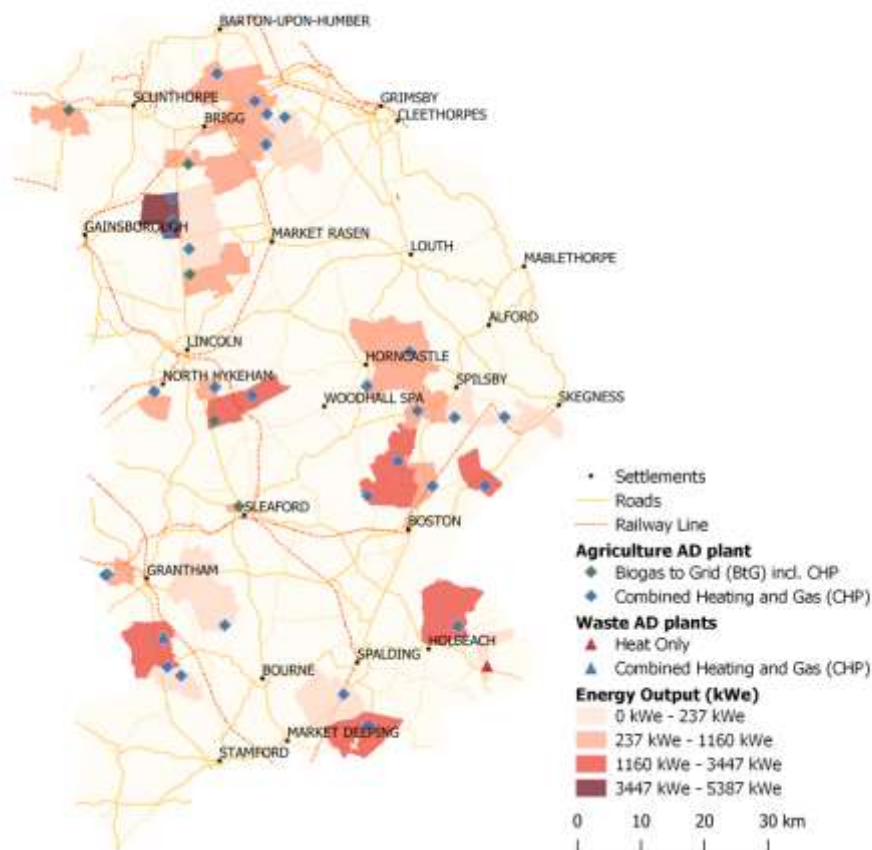 BARTON-UPON-HUMBER
SCUNTHORPE
GRIMSBY
BRIGG
CLEETHORPES
GAINSBOROUGH
MARKET RASEN
LOUTH
MABLETHORPE
ALFORD
LINCOLN
HORNCASTLE
NORTH HYKEHAM
SPILSBY
WOODHALL SPA
SKEGNESS
SLEAFORD
BOSTON
GRANTHAM
HOLBEACH
SPALDING
BOURNE
MARKET DEEPING
STAMFORD
Settlements
Roads
Railway Line
Agriculture AD plant
Biogas to Grid (BtG) incl. CHP
Combined Heating and Gas (CHP)
Waste AD plants
Heat Only
Combined Heating and Gas (CHP)
Energy Output (kWe)
0 kWe - 237 kWe
237 kWe - 1160 kWe
1160 kWe - 3447 kWe
3447 kWe - 5387 kWe
0 10 20 30 km